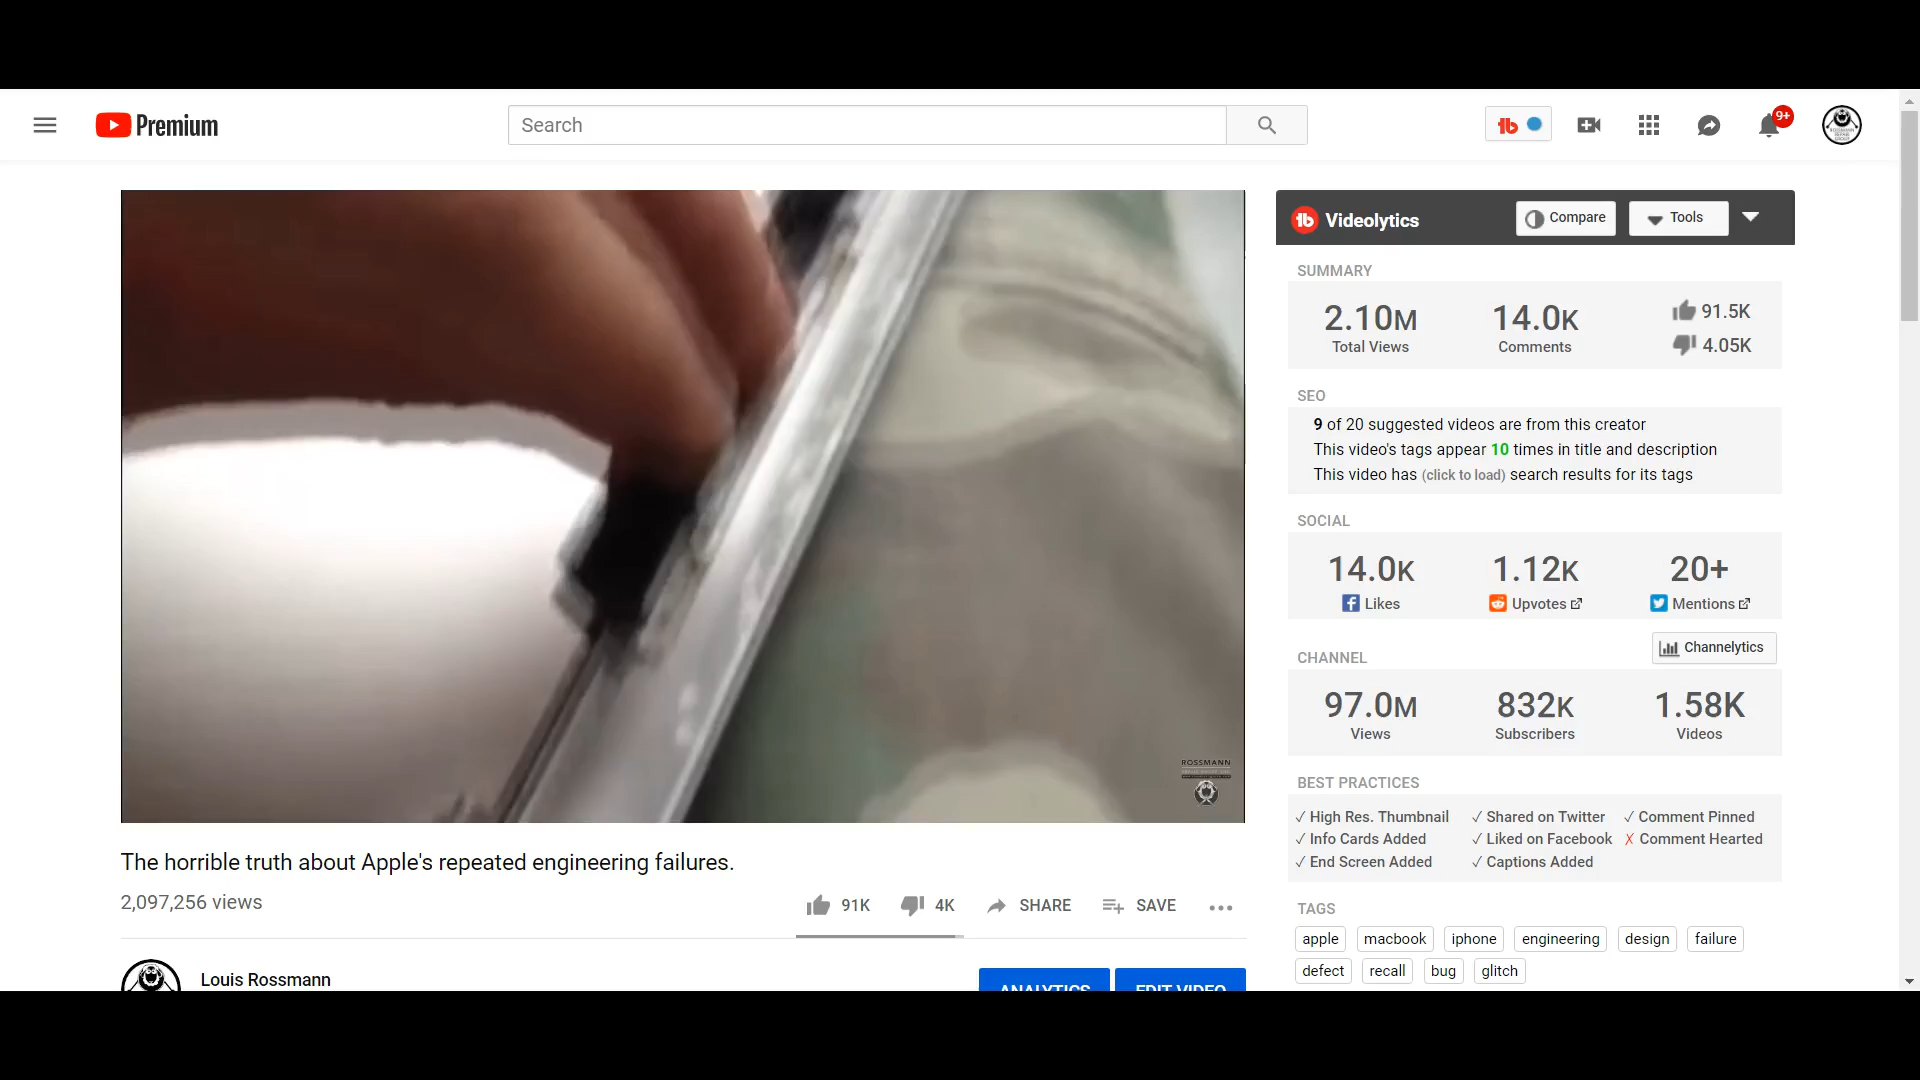 Premium
Search
9+
Videolytics
Compare
Tools
SUMMARY
2.10M
Total Views
14.0K
Comments
91.5K
4.05K
SEO
9 of 20 suggested videos are from this creator
This video's tags appear 10 times in title and description
This video has (click to load) search results for its tags
SOCIAL
14.0K
Likes
1.12K
Upvotes
20+
Mentions
CHANNEL
Channelytics
97.0M
Views
832K
Subscribers
1.58K
Videos
ROSSMANN
BEST PRACTICES
✓ High Res. Thumbnail ✓ Shared on Twitter ✓ Comment Pinned
✓ Info Cards Added ✓ Liked on Facebook ✗ Comment Hearted
✓ End Screen Added ✓ Captions Added
The horrible truth about Apple's repeated engineering failures.
2,097,256 views
91K 4K SHARE SAVE
TAGS
apple macbook iphone engineering design failure
defect recall bug glitch
Louis Rossmann
ANALYTICS EDIT VIDEO